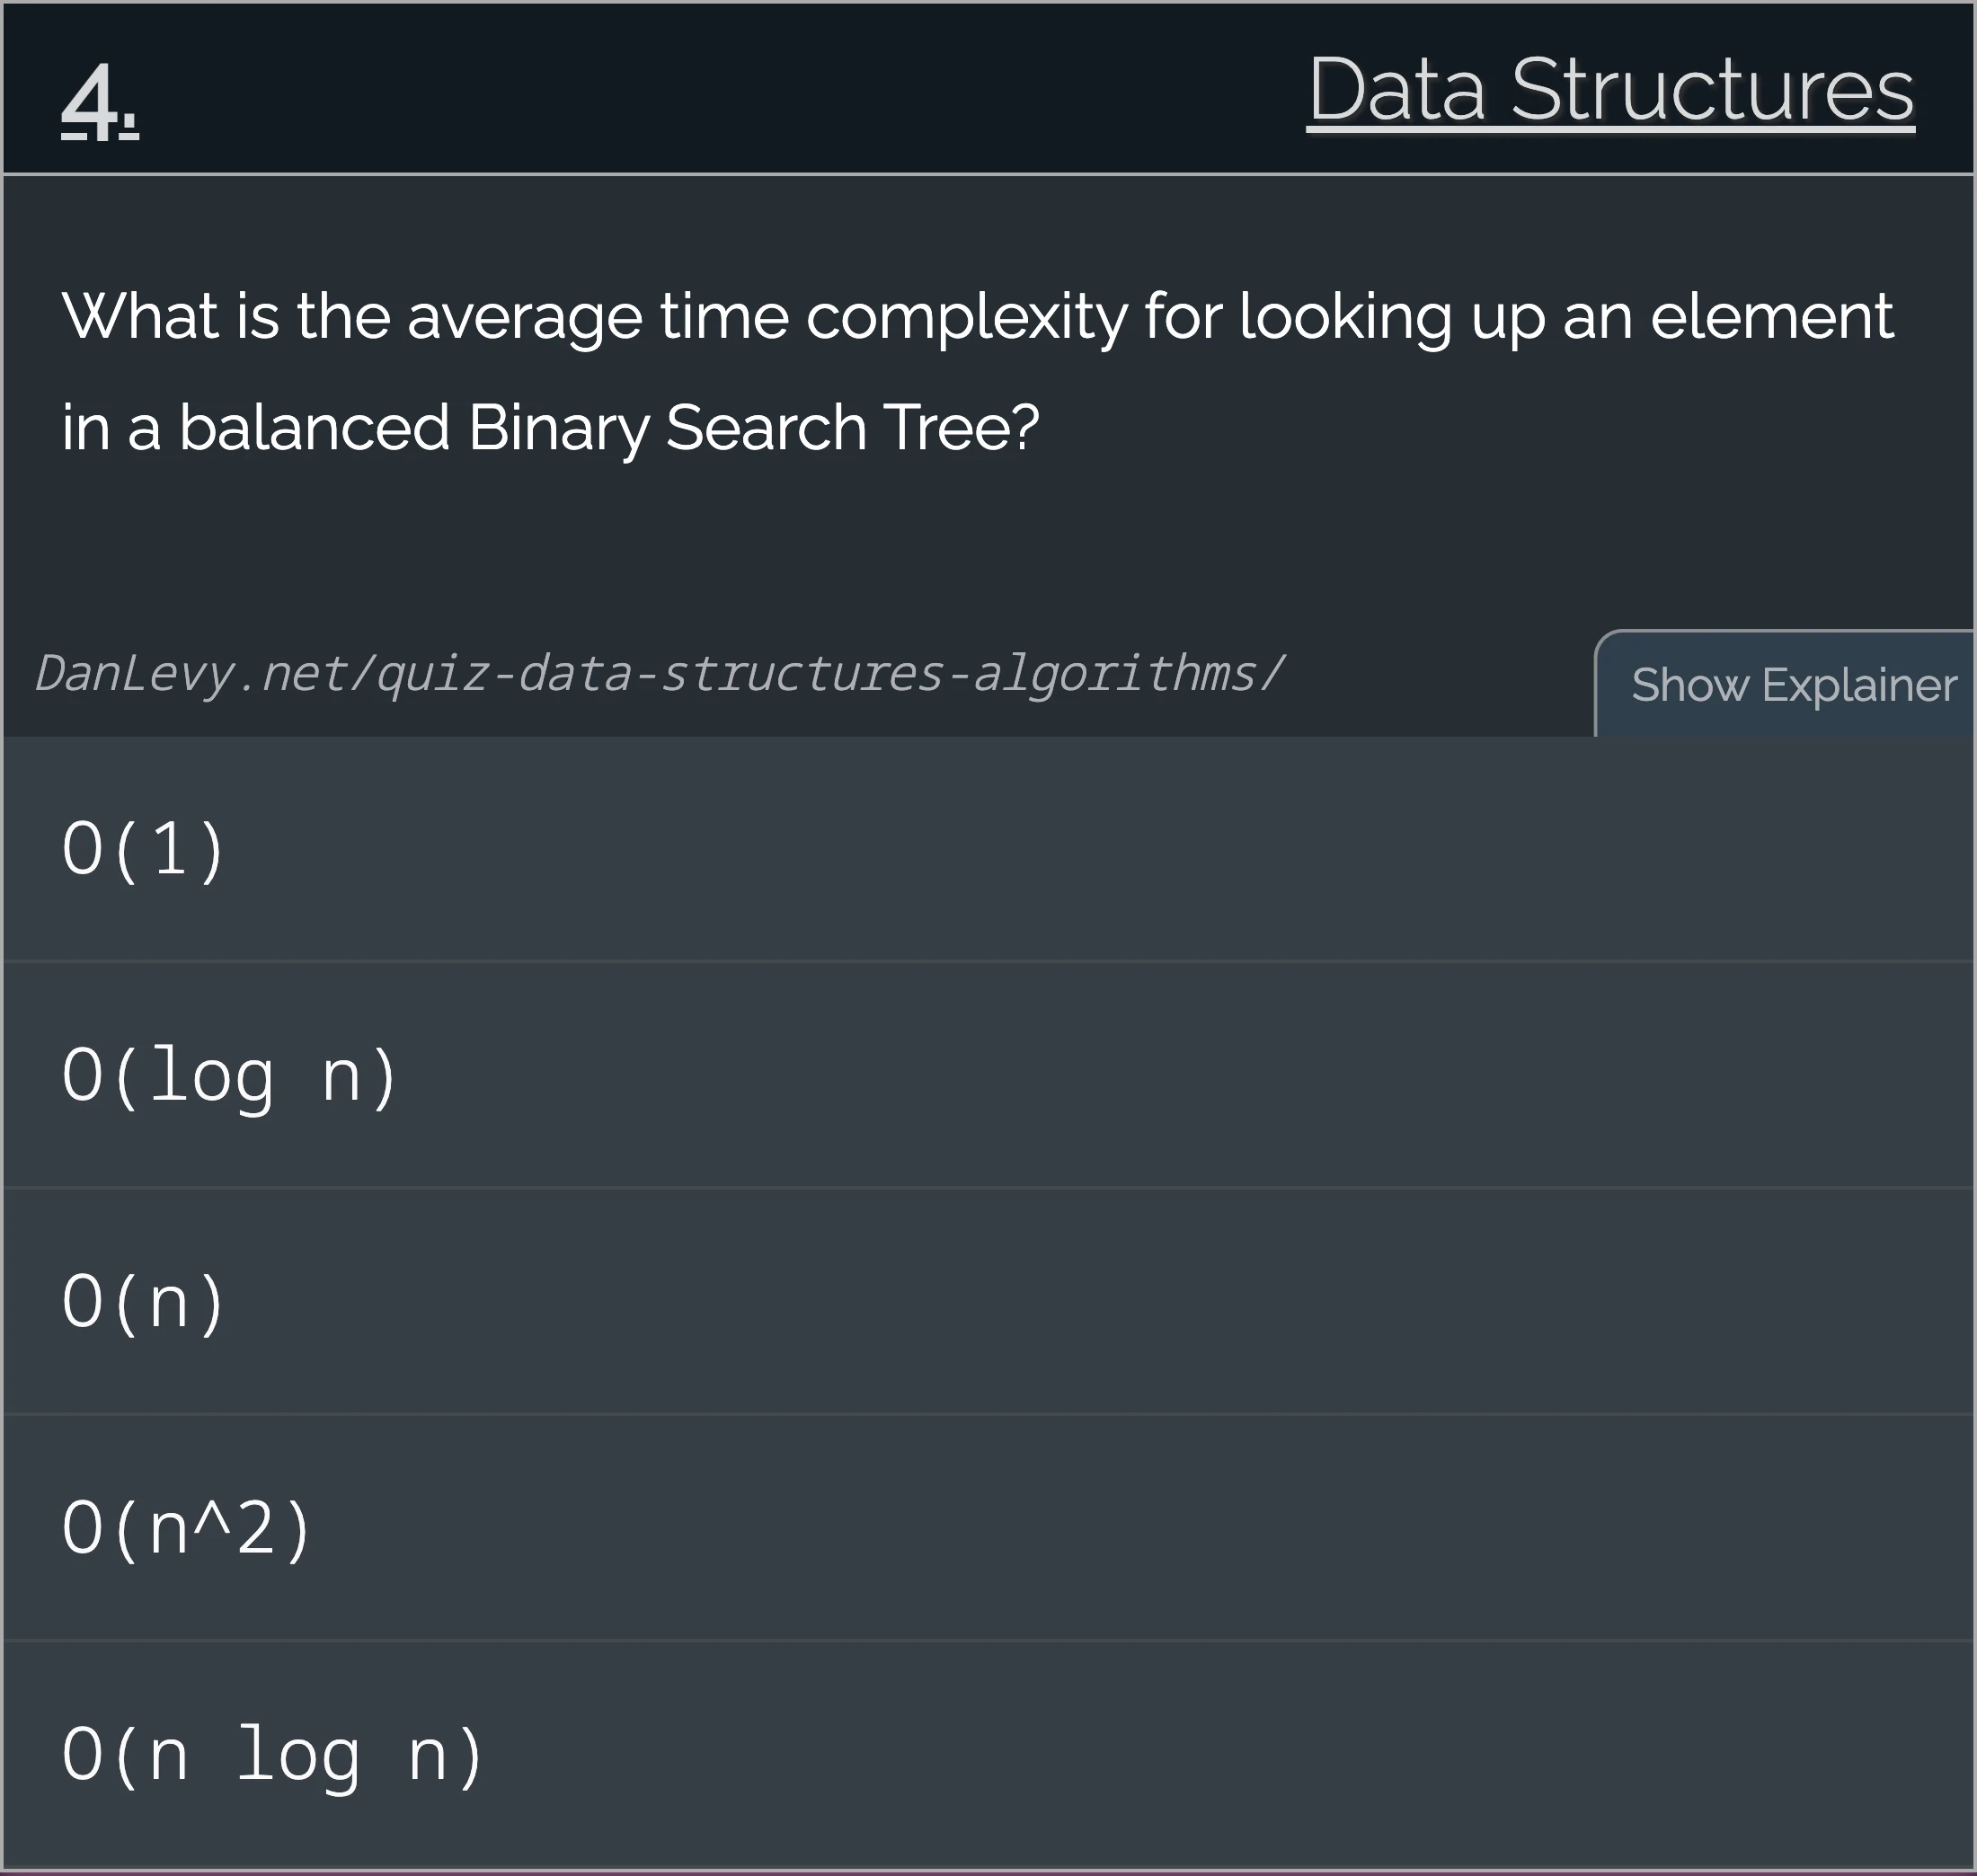 4.
Data Structures
What is the average time complexity for looking up an element
in a balanced Binary Search Tree?
DanLevy.net/quiz-data-structures-algorithms/
Show Explainer
O(1)
O(log n)
O(n)
O(n^2)
O(n log n)